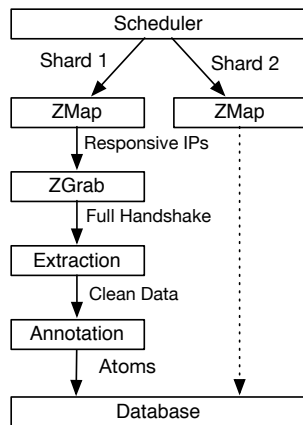 Scheduler
Shard 1
Shard 2
ZMap
ZMap
Responsive IPs
ZGrab
Full Handshake
Extraction
Clean Data
Annotation
Atoms
Database